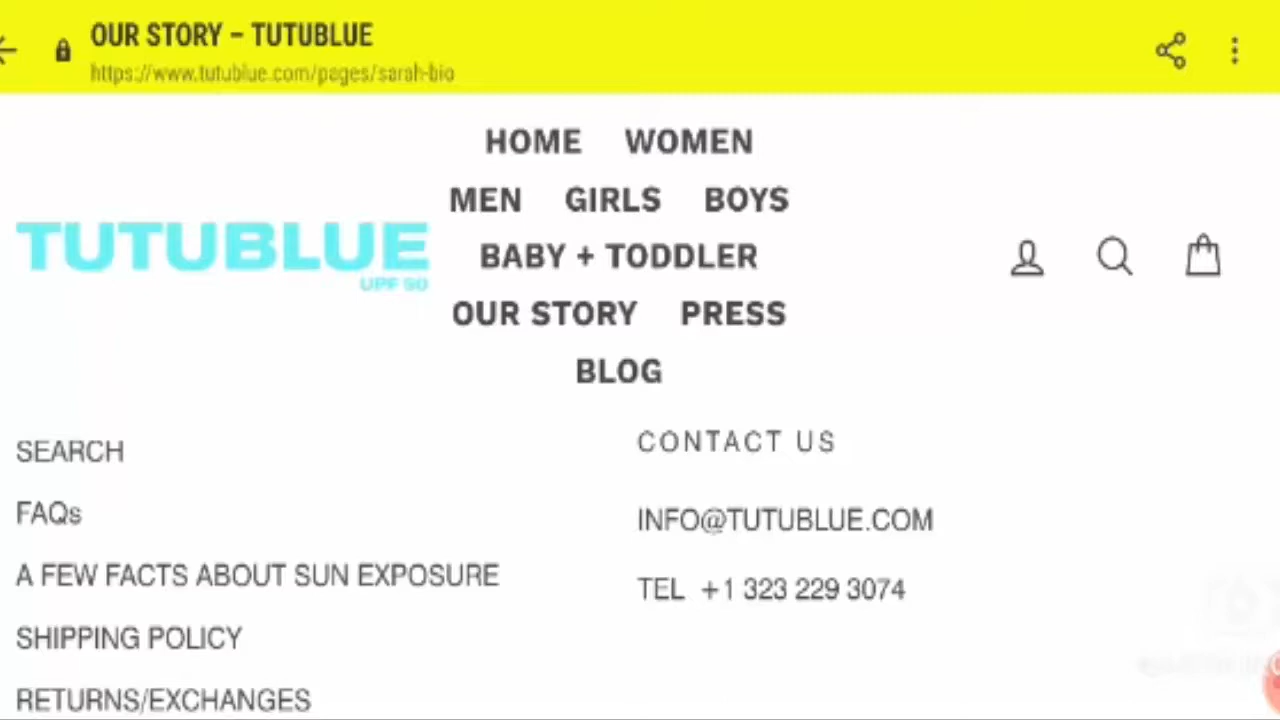 OUR STORY – TUTUBLUE
https://www.tutublue.com/pages/sarah-bio
HOME WOMEN
MEN GIRLS BOYS
TUTUBLUE
UPF 50
BABY + TODDLER
OUR STORY PRESS
BLOG
SEARCH
FAQs
A FEW FACTS ABOUT SUN EXPOSURE
SHIPPING POLICY
RETURNS/EXCHANGES
CONTACT US
INFO@TUTUBLUE.COM
TEL +1 323 229 3074